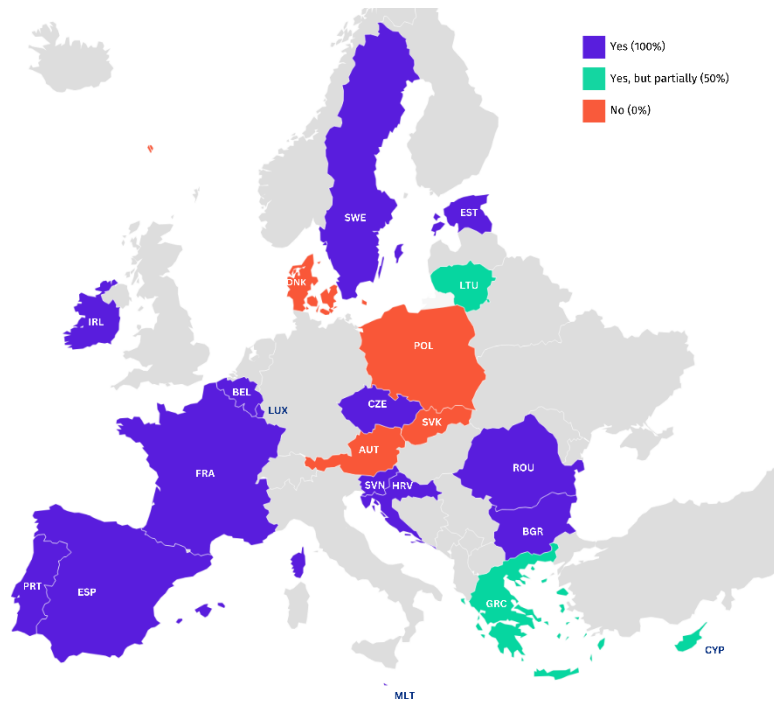 Yes (100%)
Yes, but partially (50%)
No (0%)
SWE
EST
DNK
LTU
IRL
POL
BEL
CZE
LUX
SVK
AUT
FRA
ROU
SVN
HRV
BGR
PRT
ESP
GRC
CYP
MLT